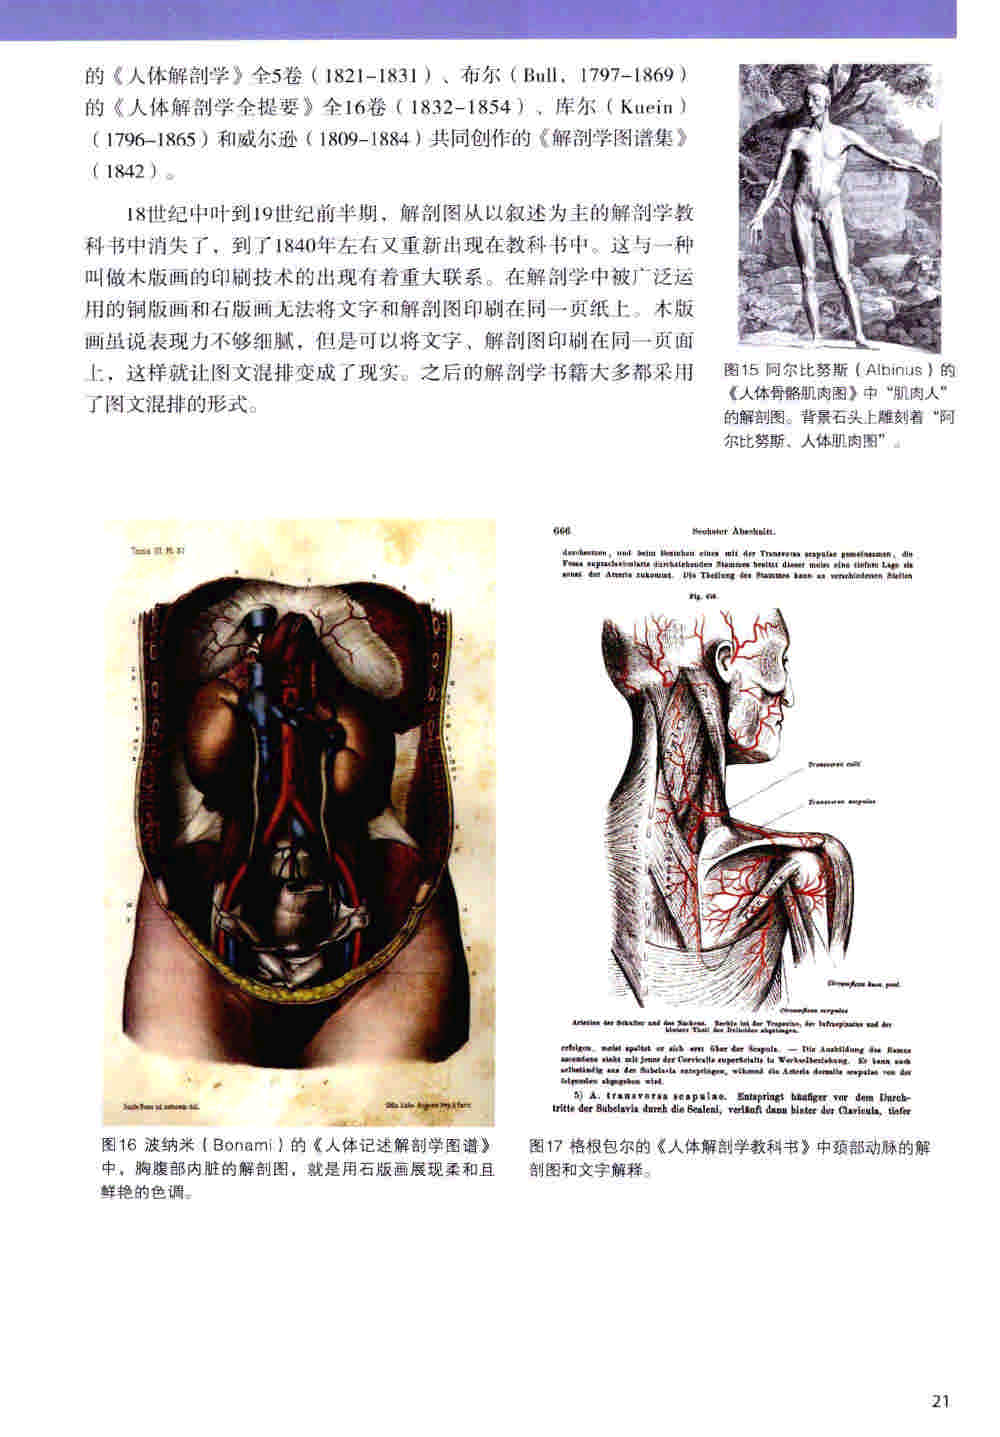 的《人体解剖学》全5卷（1821-1831）、布尔（Bull，1797-1869）
的《人体解剖学全提要》全16卷（1832-1854）、库尔（Kuein）
（1796-1865）和威尔逊（1809-1884）共同创作的《解剖学图谱集》
（1842）。
18世纪中叶到19世纪前半期，解剖图从以叙述为主的解剖学教
科书中消失了，到了1840年左右又重新出现在教科书中。这与一种
叫做木版画的印刷技术的出现有着重大联系。在解剖学中被广泛运
用的铜版画和石版画无法将文字和解剖图印刷在同一页纸上。木版
画虽说表现力不够细腻，但是可以将文字、解剖图印刷在同一页面
上，这样就让图文混排变成了现实。之后的解剖学书籍大多都采用
了图文混排的形式。
图15 阿尔比努斯（Albinus）的
《人体骨骼肌肉图》中“肌肉人”
的解剖图。背景石头上雕刻着“阿
尔比努斯、人体肌肉图”。
666
Sechster Abschnitt.
durchsetzen, und beim Bestehen eines mit der Transversa scapulae gemeinsamen, die
Fossa supraclavicularis durchziehenden Stammes besitzt dieser meist eine tiefere Lage als
sonst der Arterie zukommt. Die Theilung des Stammes kann an verschiedenen Stellen
Fig.
Transversa colli
Transversa scapulae
Circumflexa hum. post.
Circumflexa scapulae
Arterien der Schulter und des Nackens. Rechts ist der Trapezius, der Infraspinatus und der
Theil des Deltoides abgetragen.
erfolgen, meist spaltet er sich erst über der Scapula. — Die Ausbildung des Ramus
ascendens steht mit jener der Cervicalis superficialis in Wechselbeziehung. Er kann auch
selbständig aus der Subclavia entspringen, während die Arteria dorsalis scapulae von der
folgenden abgegeben wird.
5) A. transversa scapulae. Entspringt häufiger vor dem Durch-
tritte der Subclavia durch die Scaleni, verläuft dann hinter der Clavicula, tiefer
图16 波纳米（Bonami）的《人体记述解剖学图谱》
中，胸腹部内脏的解剖图，就是用石版画展现柔和且
鲜艳的色调。
图17 格根包尔的《人体解剖学教科书》中颈部动脉的解
剖图和文字解释。
21